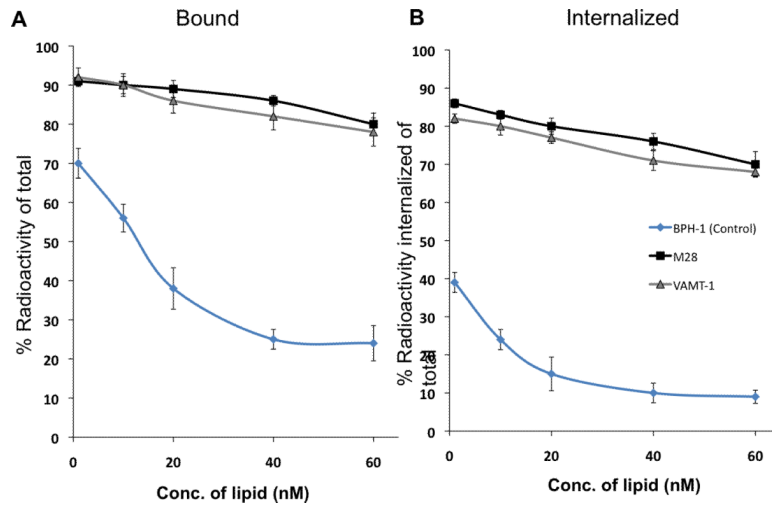 A
Bound
% Radioactivity of total
100
90
80
70
60
50
40
30
20
10
0
0 20 40 60
Conc. of lipid (nM)
B
Internalized
% Radioactivity internalized of
total
100
90
80
70
60
50
40
30
20
10
0
0 20 40 60
Conc. of lipid (nM)
BPH-1 (Control)
M28
VAMT-1